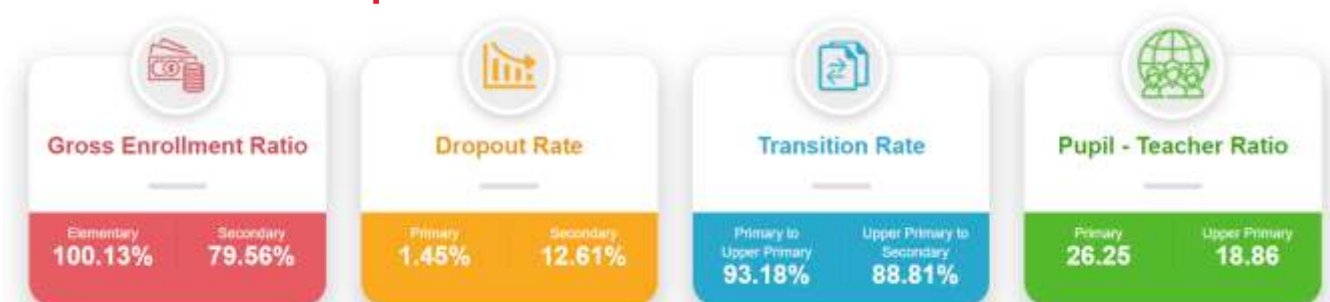 Gross Enrollment Ratio
Elementary
100.13%
Secondary
79.56%
Dropout Rate
Primary
1.45%
Secondary
12.61%
Transition Rate
Primary to
Upper Primary
93.18%
Upper Primary to
Secondary
88.81%
Pupil - Teacher Ratio
Primary
26.25
Upper Primary
18.86